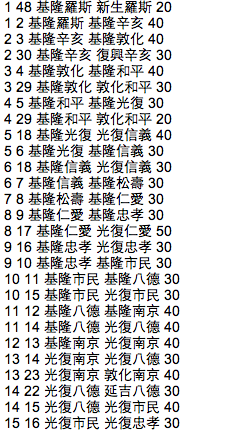 1 48 基隆羅斯 新生羅斯 20
1 2 基隆羅斯 基隆辛亥 40
2 3 基隆辛亥 基隆敦化 40
2 30 基隆辛亥 復興辛亥 30
3 4 基隆敦化 基隆和平 40
3 29 基隆敦化 敦化和平 30
4 5 基隆和平 基隆光復 30
4 29 基隆和平 敦化和平 20
5 18 基隆光復 光復信義 40
5 6 基隆光復 基隆信義 30
6 18 基隆信義 光復信義 30
6 7 基隆信義 基隆松壽 30
7 8 基隆松壽 基隆仁愛 30
8 9 基隆仁愛 基隆忠孝 30
8 17 基隆仁愛 光復仁愛 50
9 16 基隆忠孝 光復忠孝 30
9 10 基隆忠孝 基隆市民 30
10 11 基隆市民 基隆八德 30
10 15 基隆市民 光復市民 30
11 12 基隆八德 基隆南京 40
11 14 基隆八德 光復八德 40
12 13 基隆南京 光復南京 40
13 14 光復南京 光復八德 30
13 23 光復南京 敦化南京 40
14 22 光復八德 延吉八德 30
14 15 光復八德 光復市民 40
15 16 光復市民 光復忠孝 30